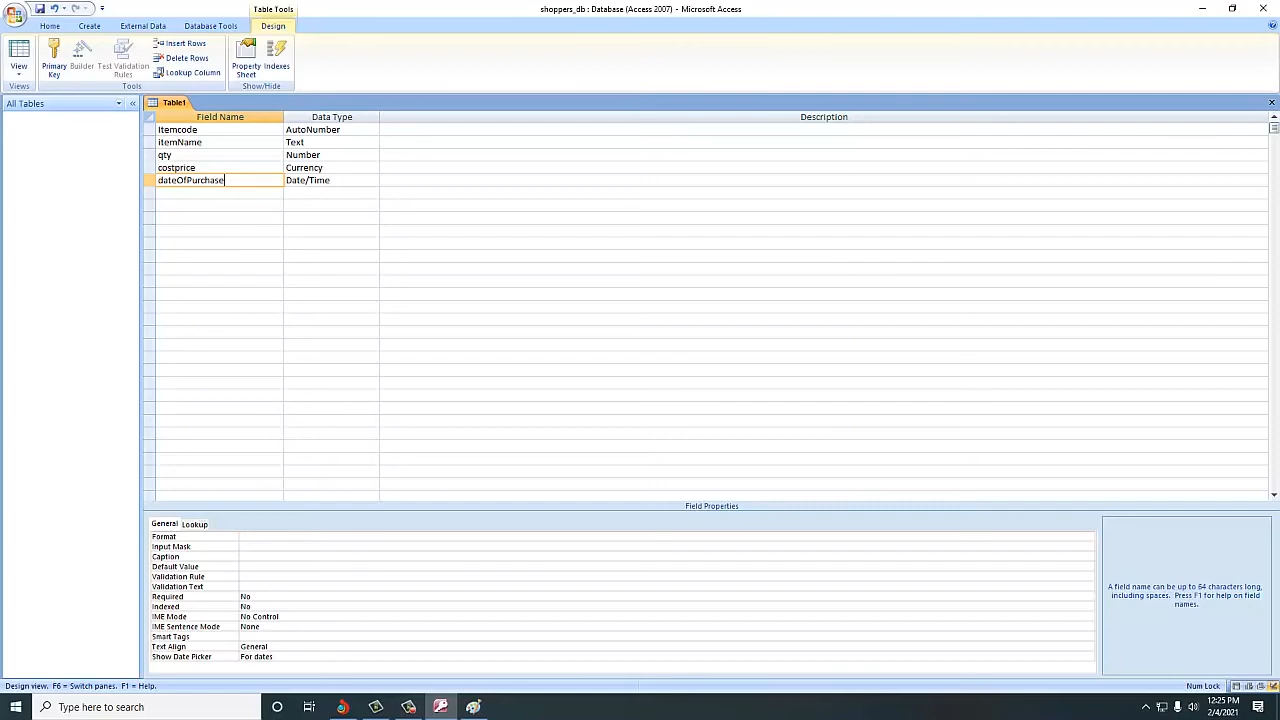 Table Tools
shoppers_db : Database (Access 2007) - Microsoft Access
Home Create External Data Database Tools Design
View
Primary Key
Builder
Test Validation Rules
Insert Rows
Delete Rows
Lookup Column
Property Sheet
Indexes
Views Tools Show/Hide
All Tables
Table1
Field Name Data Type Description
Itemcode AutoNumber
itemName Text
qty Number
costprice Currency
dateOfPurchase Date/Time
Field Properties
General Lookup
Format
Input Mask
Caption
Default Value
Validation Rule
Validation Text
Required No
Indexed No
IME Mode No Control
IME Sentence Mode None
Smart Tags
Text Align General
Show Date Picker For dates
A field name can be up to 64 characters long,
including spaces. Press F1 for help on field
names.
Design view. F6 = Switch panes. F1 = Help.
Num Lock
Type here to search
12:25 PM
2/4/2021